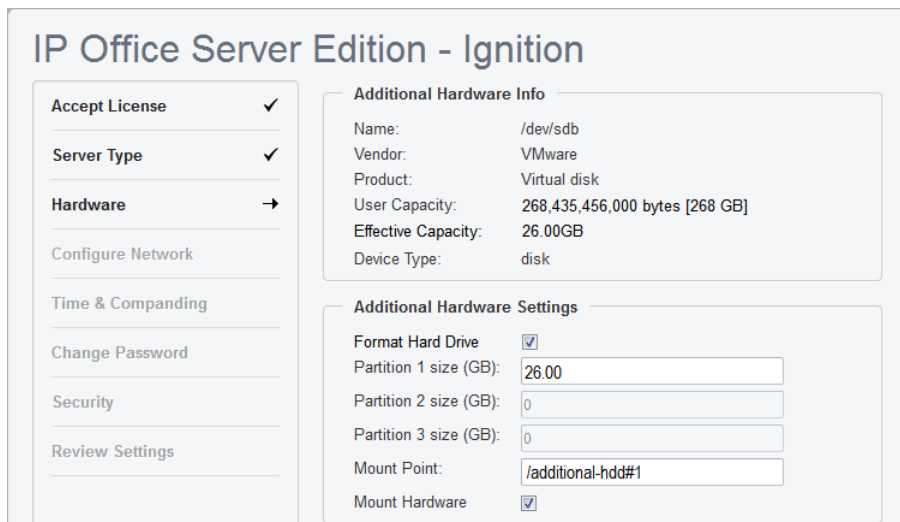 IP Office Server Edition - Ignition
Accept License
Server Type
Hardware
Configure Network
Time & Companding
Change Password
Security
Review Settings
Additional Hardware Info
Name: /dev/sdb
Vendor: VMware
Product: Virtual disk
User Capacity: 268,435,456,000 bytes [268 GB]
Effective Capacity: 26.00GB
Device Type: disk
Additional Hardware Settings
Format Hard Drive
Partition 1 size (GB): 26.00
Partition 2 size (GB): 0
Partition 3 size (GB): 0
Mount Point: /additional-hdd#1
Mount Hardware